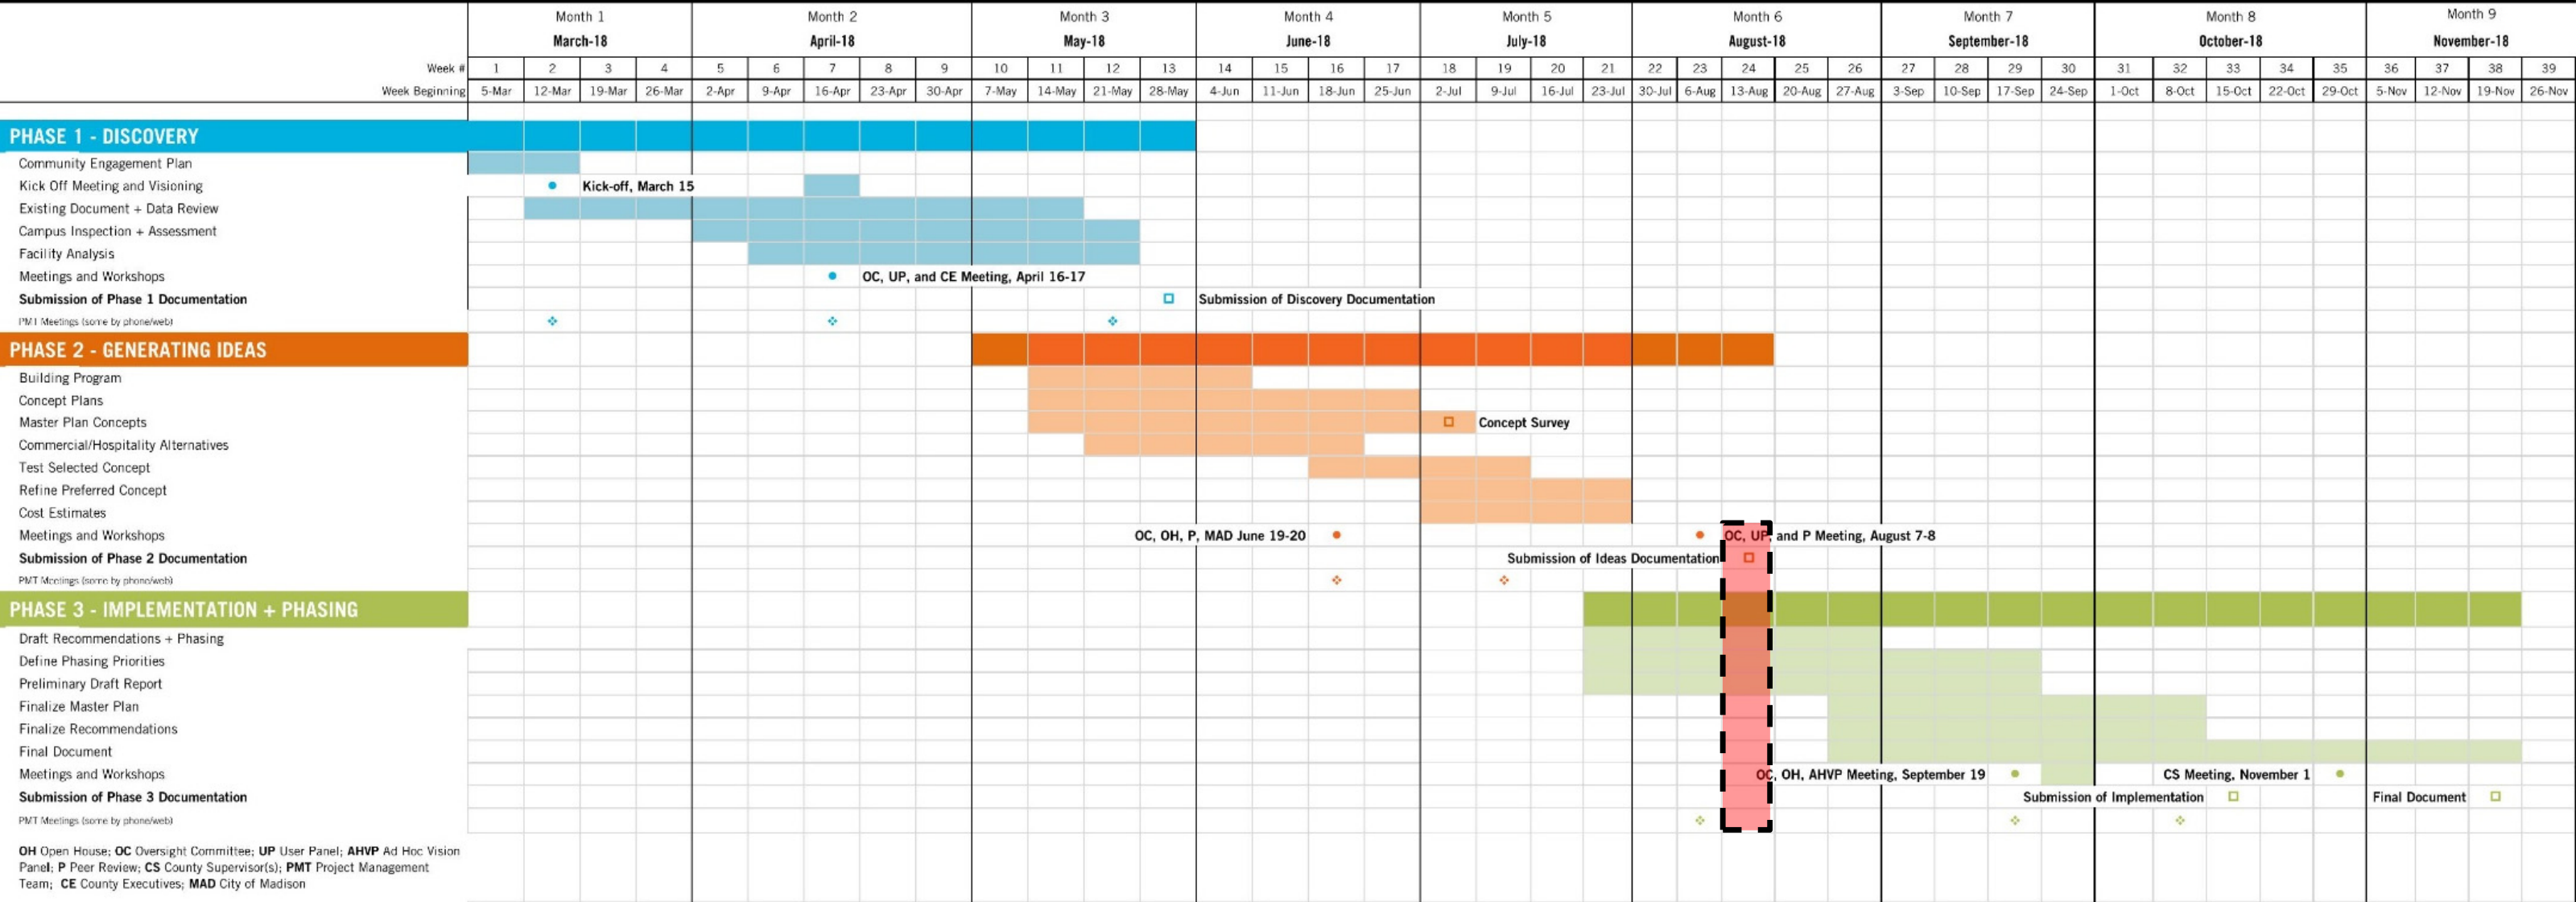 Month 1 Month 2 Month 3 Month 4 Month 5 Month 6 Month 7 Month 8 Month 9
March-18 April-18 May-18 June-18 July-18 August-18 September-18 October-18 November-18
Week # 1 2 3 4 5 6 7 8 9 10 11 12 13 14 15 16 17 18 19 20 21 22 23 24 25 26 27 28 29 30 31 32 33 34 35 36 37 38 39
Week Beginning 5-Mar 12-Mar 19-Mar 26-Mar 2-Apr 9-Apr 16-Apr 23-Apr 30-Apr 7-May 14-May 21-May 28-May 4-Jun 11-Jun 18-Jun 25-Jun 2-Jul 9-Jul 16-Jul 23-Jul 30-Jul 6-Aug 13-Aug 20-Aug 27-Aug 3-Sep 10-Sep 17-Sep 24-Sep 1-Oct 8-Oct 15-Oct 22-Oct 29-Oct 5-Nov 12-Nov 19-Nov 26-Nov
PHASE 1 - DISCOVERY
Community Engagement Plan
Kick Off Meeting and Visioning Kick-off, March 15
Existing Document + Data Review
Campus Inspection + Assessment
Facility Analysis
Meetings and Workshops OC, UP, and CE Meeting, April 16-17
Submission of Phase 1 Documentation Submission of Discovery Documentation
PMT Meetings (some by phone/web)
PHASE 2 - GENERATING IDEAS
Building Program
Concept Plans
Master Plan Concepts Concept Survey
Commercial/Hospitality Alternatives
Test Selected Concept
Refine Preferred Concept
Cost Estimates
Meetings and Workshops OC, OH, P, MAD June 19-20 OC, UP, and P Meeting, August 7-8
Submission of Phase 2 Documentation Submission of Ideas Documentation
PMT Meetings (some by phone/web)
PHASE 3 - IMPLEMENTATION + PHASING
Draft Recommendations + Phasing
Define Phasing Priorities
Preliminary Draft Report
Finalize Master Plan
Finalize Recommendations
Final Document
Meetings and Workshops OC, OH, AHVP Meeting, September 19 CS Meeting, November 1
Submission of Phase 3 Documentation Submission of Implementation Final Document
PMT Meetings (some by phone/web)
OH Open House; OC Oversight Committee; UP User Panel; AHVP Ad Hoc Vision
Panel; P Peer Review; CS County Supervisor(s); PMT Project Management
Team; CE County Executives; MAD City of Madison